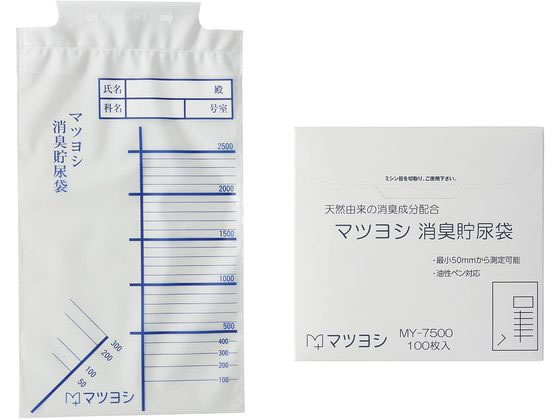 氏名 殿
科名 号室
マツヨシ
消臭貯尿袋
2500
2000
1500
1000
500
400
300
200
100
300
200
100
50
マツヨシ
ミシン目を切取り、ご使用下さい。
天然由来の消臭成分配合
マツヨシ 消臭貯尿袋
・最小50mmから測定可能
・油性ペン対応
マツヨシ MY-7500
100枚入